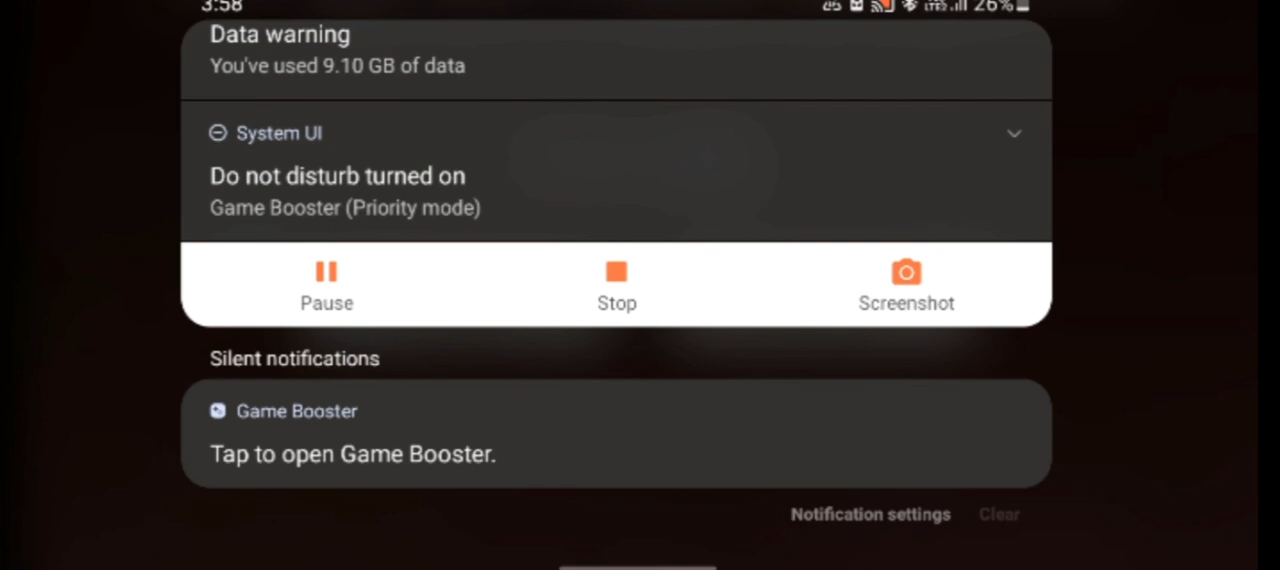 3:58
26%
Data warning
You've used 9.10 GB of data
System UI
Do not disturb turned on
Game Booster (Priority mode)
Pause
Stop
Screenshot
Silent notifications
Game Booster
Tap to open Game Booster.
Notification settings
Clear